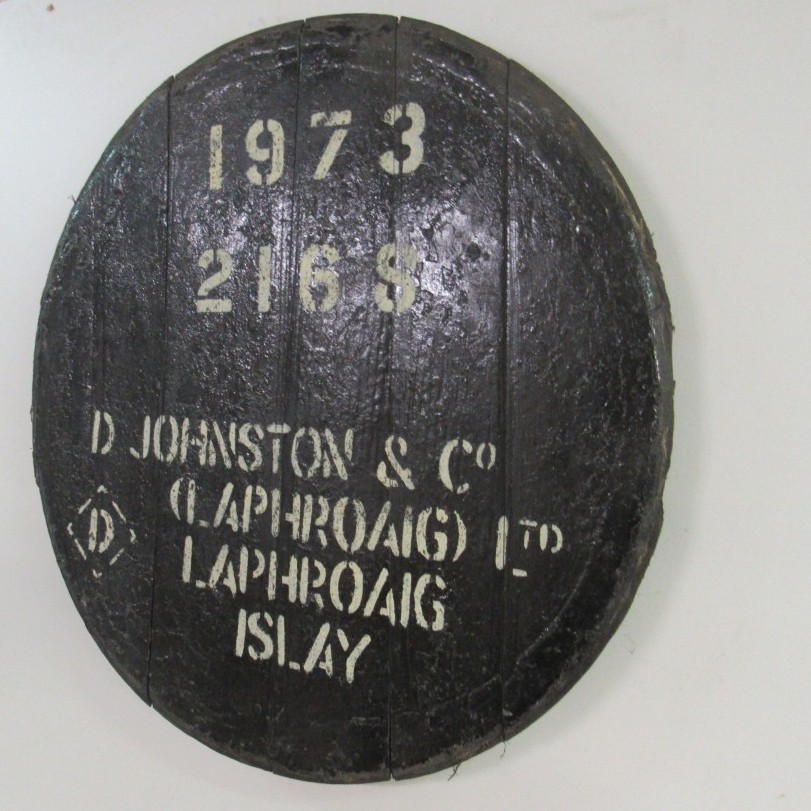 1973
2168
D JOHNSTON & Cº
(LAPHROAIG) LTD
D
LAPHROAIG
ISLAY